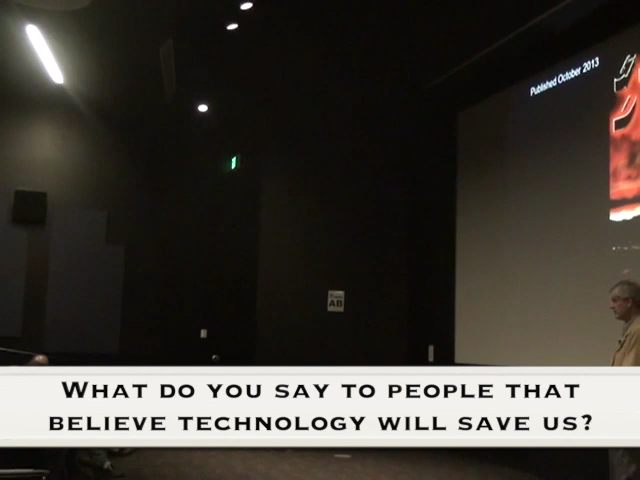 Published October 2013
AB
WHAT DO YOU SAY TO PEOPLE THAT
BELIEVE TECHNOLOGY WILL SAVE US?